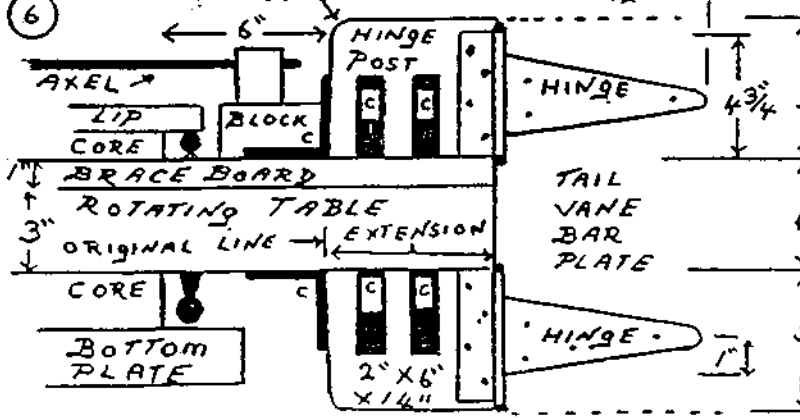 6
6"
HINGE
POST
AXEL
HINGE
4 3/4"
LIP
BLOCK
C
C
C
CORE
1"
BRACE BOARD
TAIL
VANE
BAR
PLATE
ROTATING TABLE
3"
ORIGINAL LINE
EXTENSION
CORE
C
C
C
HINGE
BOTTOM
PLATE
1"
2" X 6"
X 14"